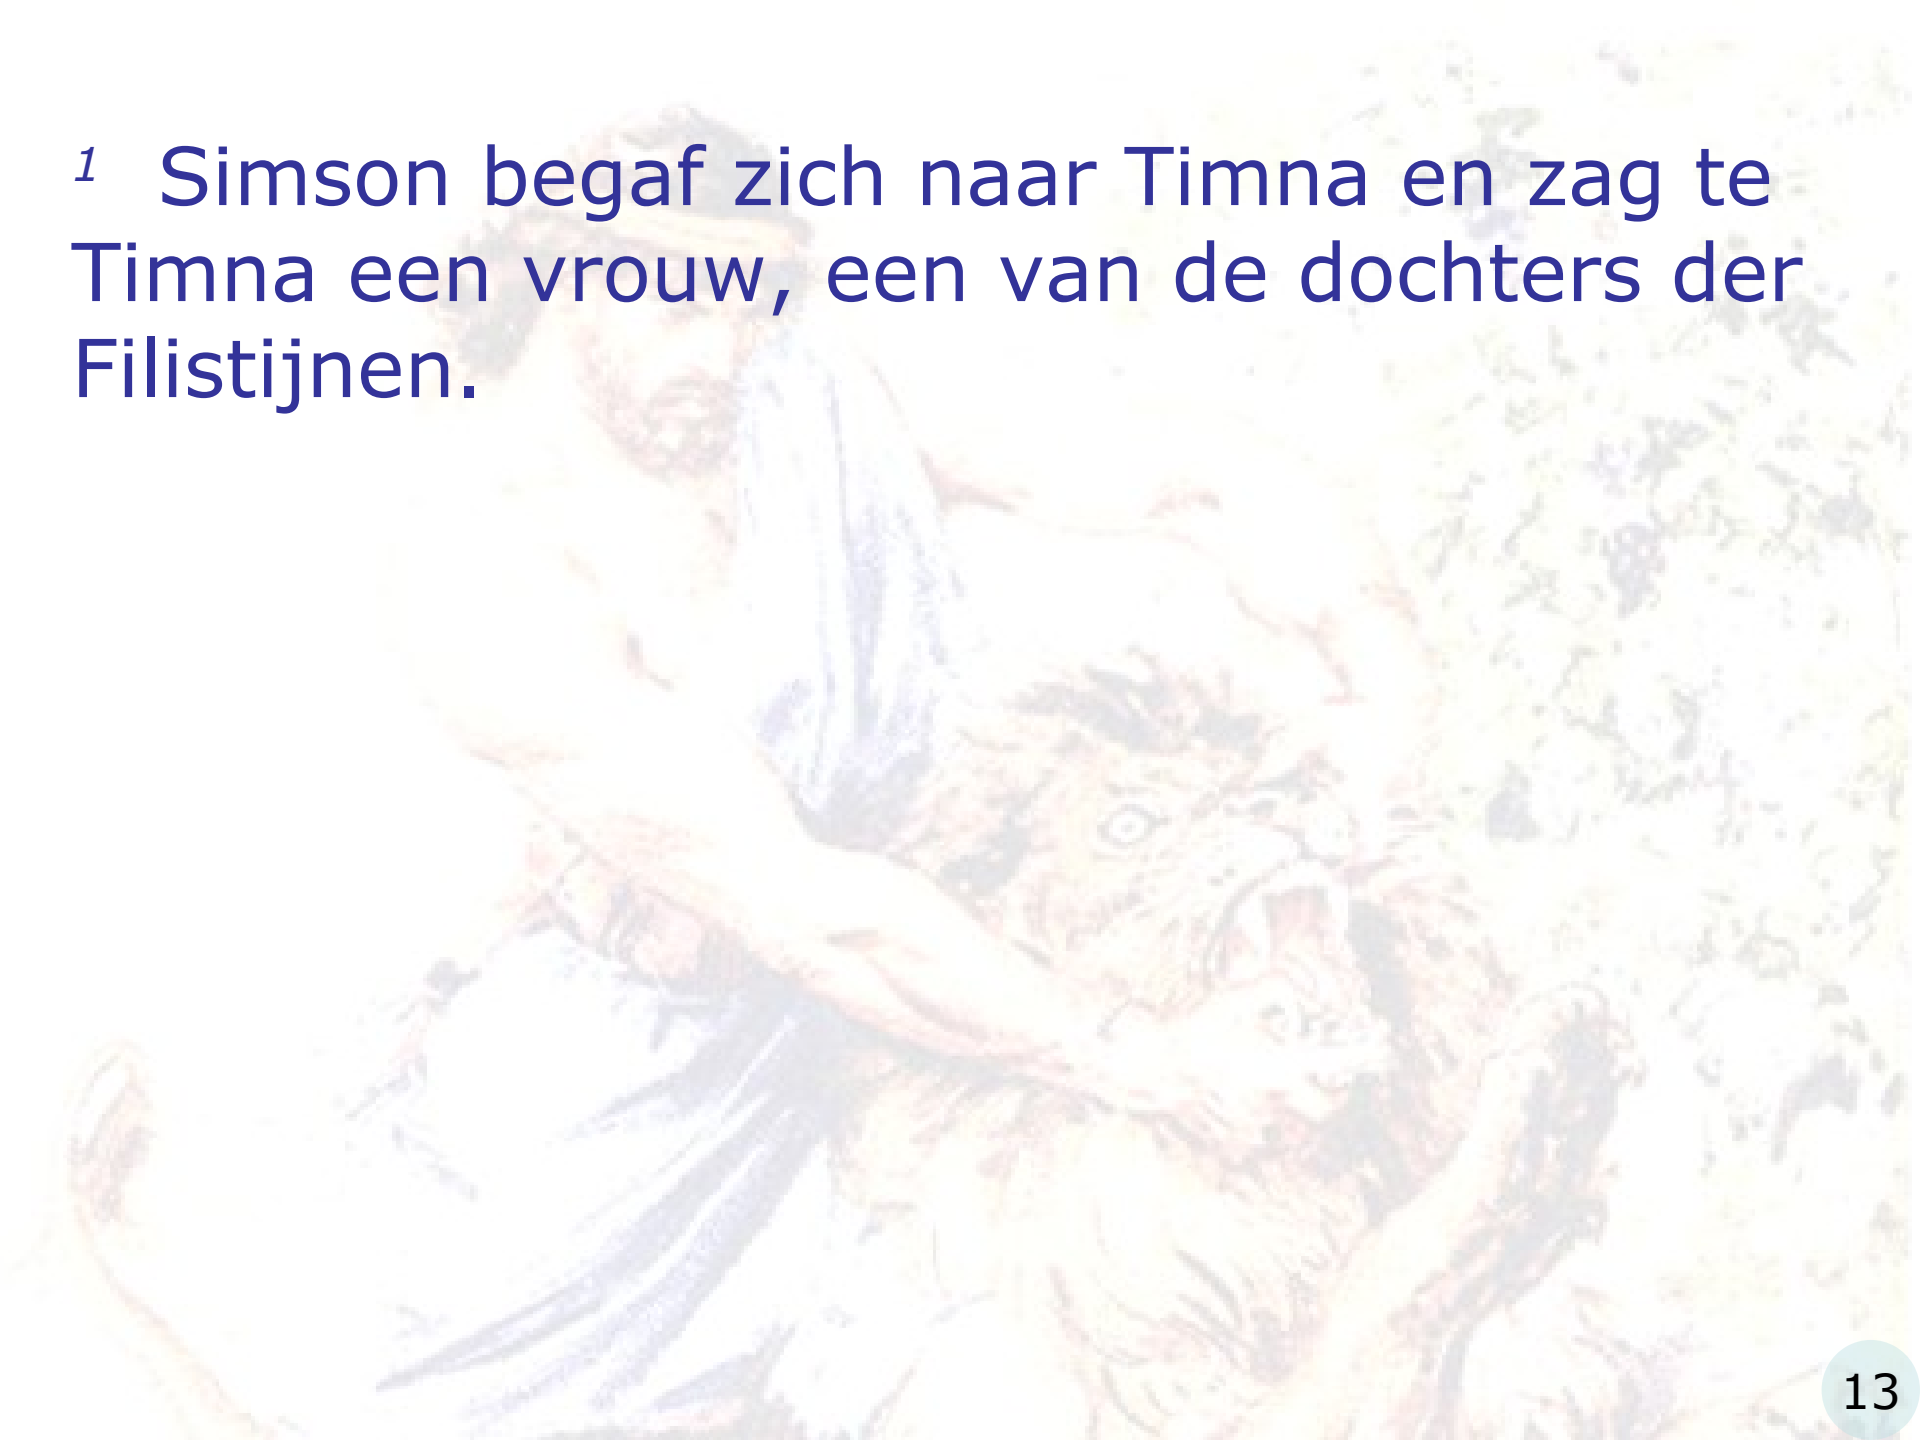 1 Simson begaf zich naar Timna en zag te
Timna een vrouw, een van de dochters der
Filistijnen.
13